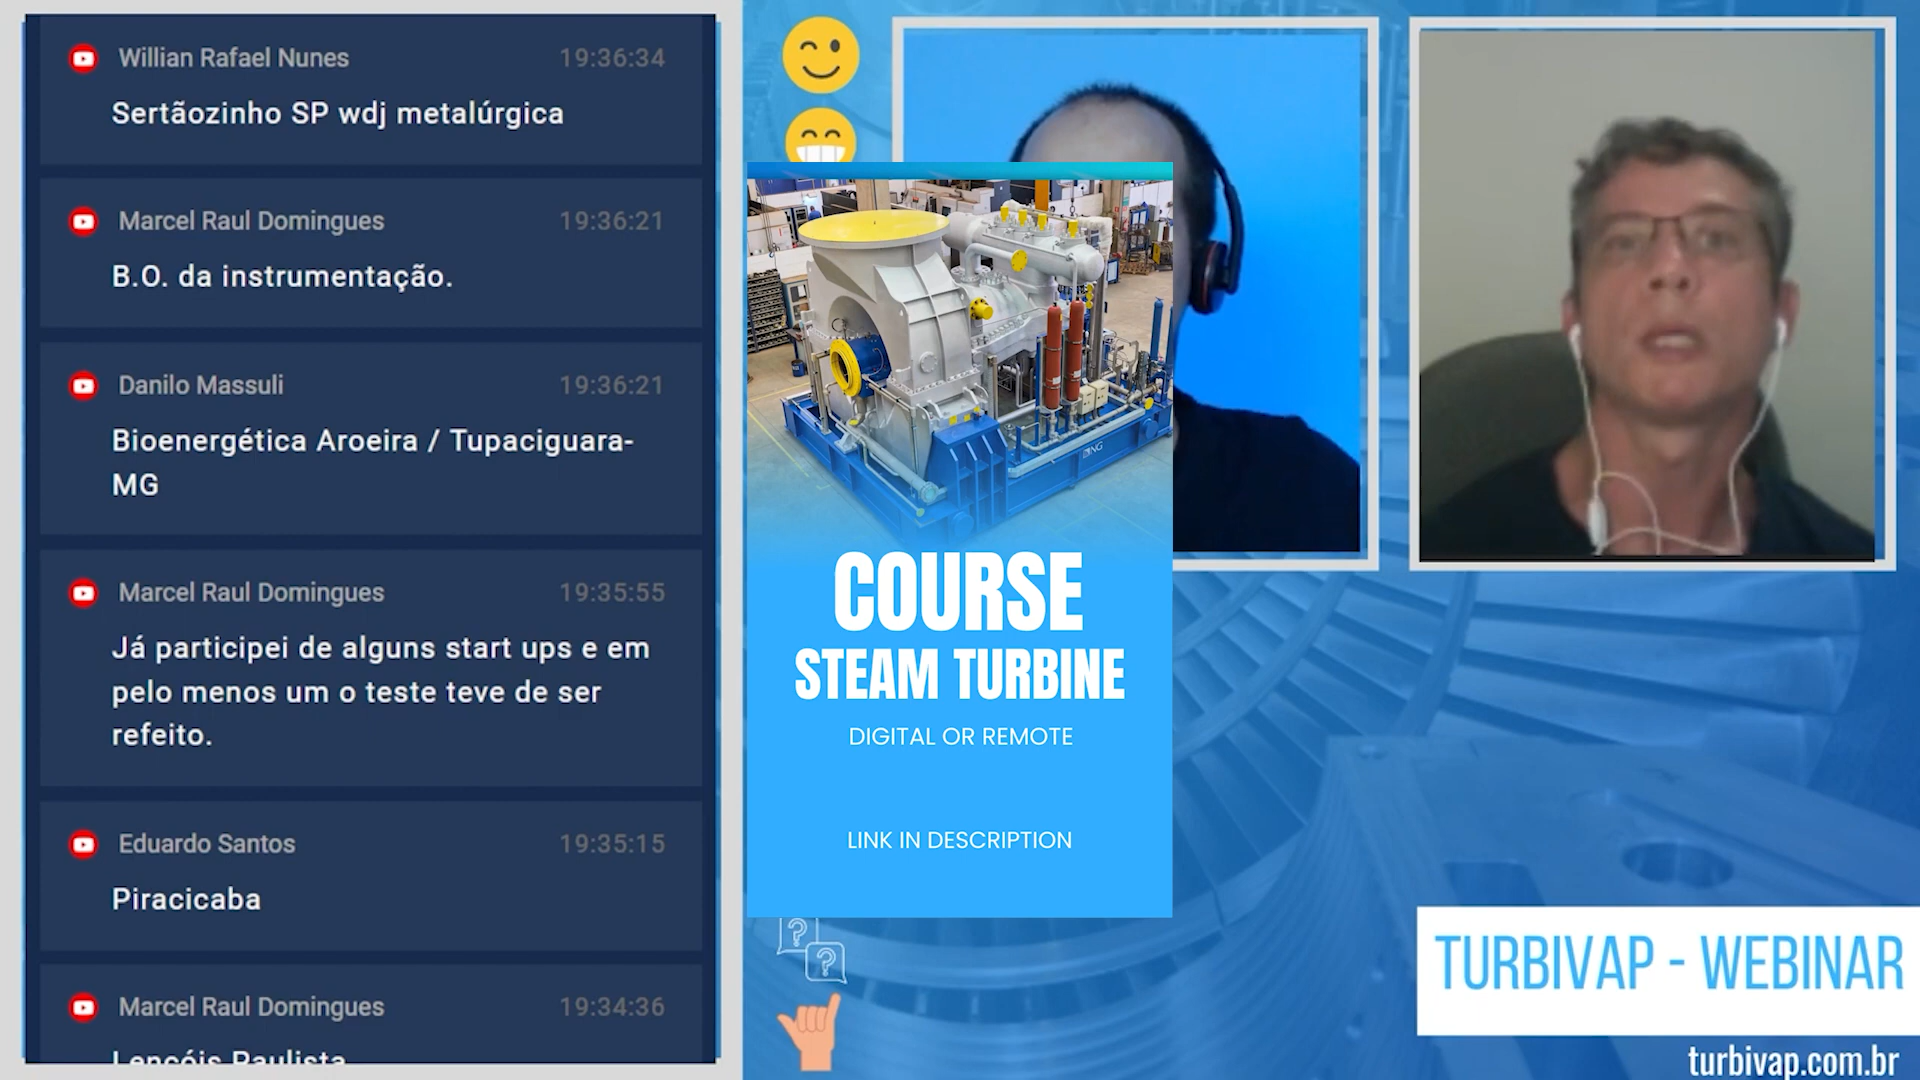 Willian Rafael Nunes 19:36:34
Sertãozinho SP wdj metalúrgica
Marcel Raul Domingues 19:36:21
B.O. da instrumentação.
Danilo Massuli 19:36:21
Bioenergética Aroeira / Tupaciguara-
MG
Marcel Raul Domingues 19:35:55
Já participei de alguns start ups e em
pelo menos um o teste teve de ser
refeito.
Eduardo Santos 19:35:15
Piracicaba
Marcel Raul Domingues 19:34:36
Lençóis Paulista
NG
COURSE
STEAM TURBINE
DIGITAL OR REMOTE
LINK IN DESCRIPTION
? 
?
TURBIVAP - WEBINAR
turbivap.com.br